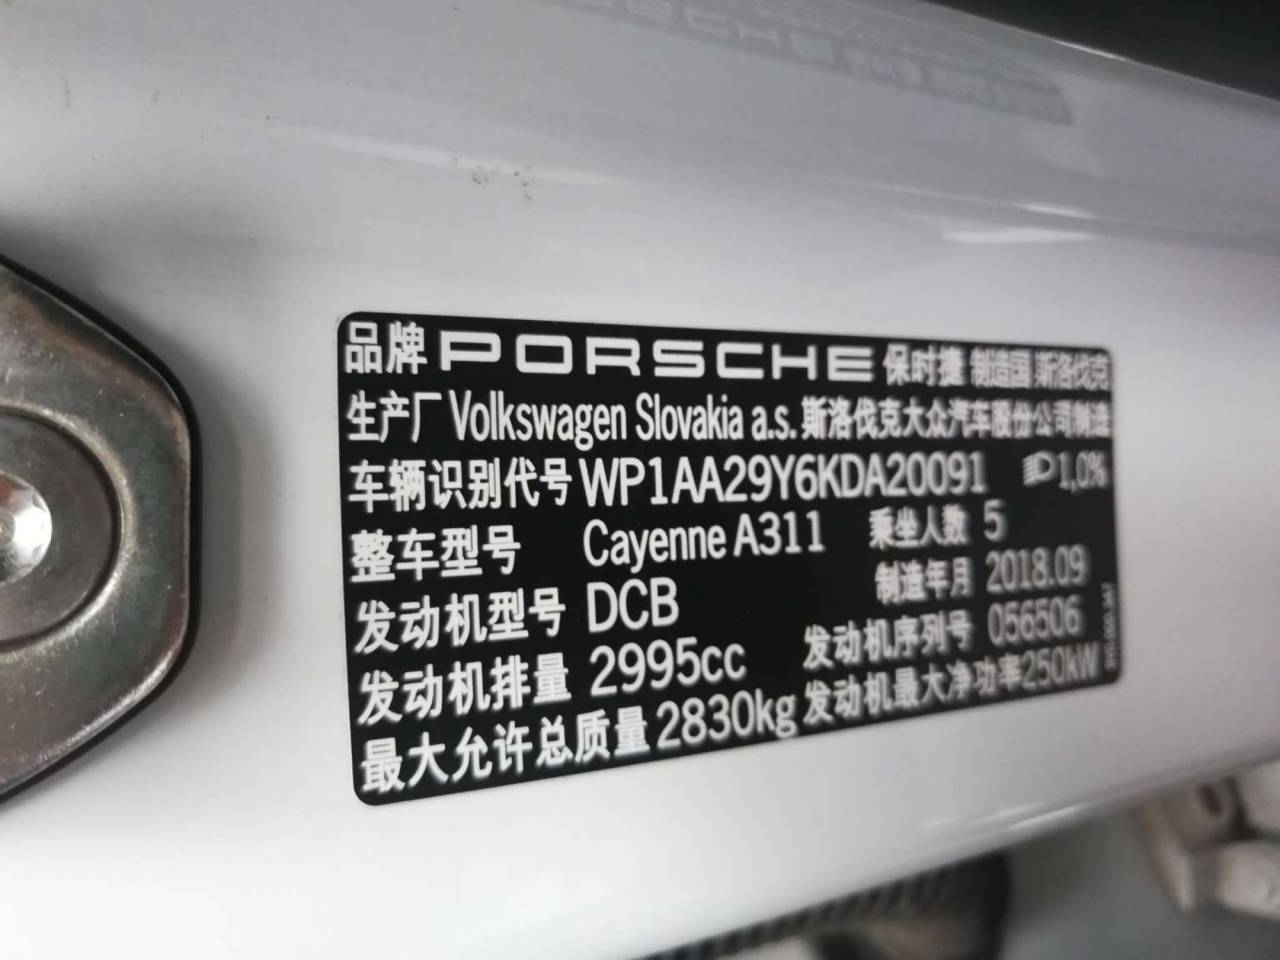 品牌 PORSCHE 保时捷 制造国 斯洛伐克
生产厂 Volkswagen Slovakia a.s. 斯洛伐克大众汽车股份公司制造
车辆识别代号 WP1AA29Y6KDA20091 1,0%
整车型号 Cayenne A311 乘坐人数 5
发动机型号 DCB 制造年月 2018.09
发动机排量 2995cc 发动机序列号 056506
最大允许总质量 2830kg 发动机最大净功率250kW